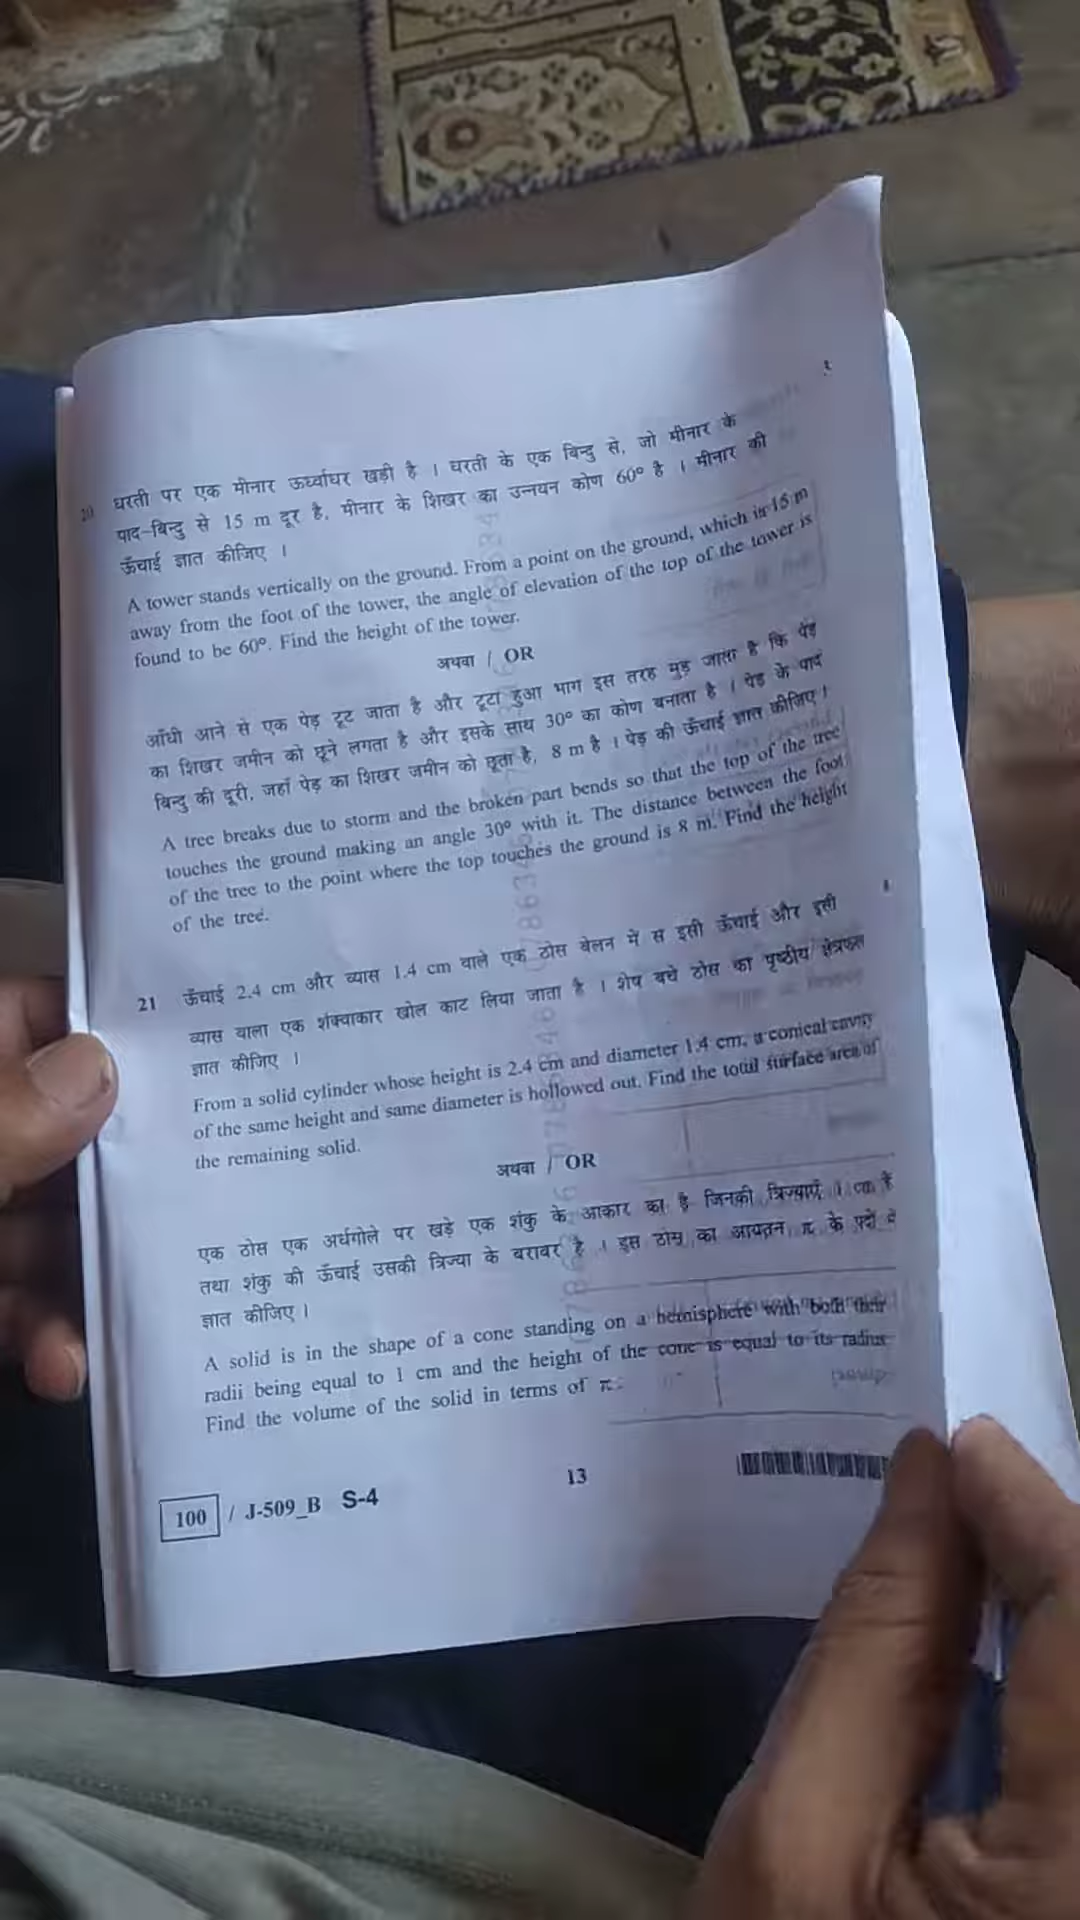 20 धरती पर एक मीनार ऊर्ध्वाधर खड़ी है । धरती के एक बिन्दु से, जो मीनार के
पाद-बिन्दु से 15 m दूर है, मीनार के शिखर का उन्नयन कोण 60° है । मीनार की
ऊँचाई ज्ञात कीजिए ।
A tower stands vertically on the ground. From a point on the ground, which is 15 m
away from the foot of the tower, the angle of elevation of the top of the tower is
found to be 60°. Find the height of the tower.
अथवा / OR
आँधी आने से एक पेड़ टूट जाता है और टूटा हुआ भाग इस तरह मुड़ जाता है कि पेड़
का शिखर जमीन को छूने लगता है और इसके साथ 30° का कोण बनाता है । पेड़ के पाद
बिन्दु की दूरी, जहाँ पेड़ का शिखर जमीन को छूता है, 8 m है । पेड़ की ऊँचाई ज्ञात कीजिए ।
A tree breaks due to storm and the broken part bends so that the top of the tree
touches the ground making an angle 30° with it. The distance between the foot
of the tree to the point where the top touches the ground is 8 m. Find the height
of the tree.
21 ऊँचाई 2.4 cm और व्यास 1.4 cm वाले एक ठोस बेलन में स इसी ऊँचाई और इसी
व्यास वाला एक शंक्वाकार खोल काट लिया जाता है । शेष बचे ठोस का पृष्ठीय क्षेत्रफल
ज्ञात कीजिए ।
From a solid cylinder whose height is 2.4 cm and diameter 1.4 cm, a conical cavity
of the same height and same diameter is hollowed out. Find the total surface area of
the remaining solid.
अथवा / OR
एक ठोस एक अर्धगोले पर खड़े एक शंकु के आकार का है जिनकी त्रिज्याएँ 1 cm हैं
तथा शंकु की ऊँचाई उसकी त्रिज्या के बराबर है । इस ठोस का आयतन π के पदों में
ज्ञात कीजिए ।
A solid is in the shape of a cone standing on a hemisphere with both their
radii being equal to 1 cm and the height of the cone is equal to its radius
Find the volume of the solid in terms of π.
100 / J-509_B S-4
13